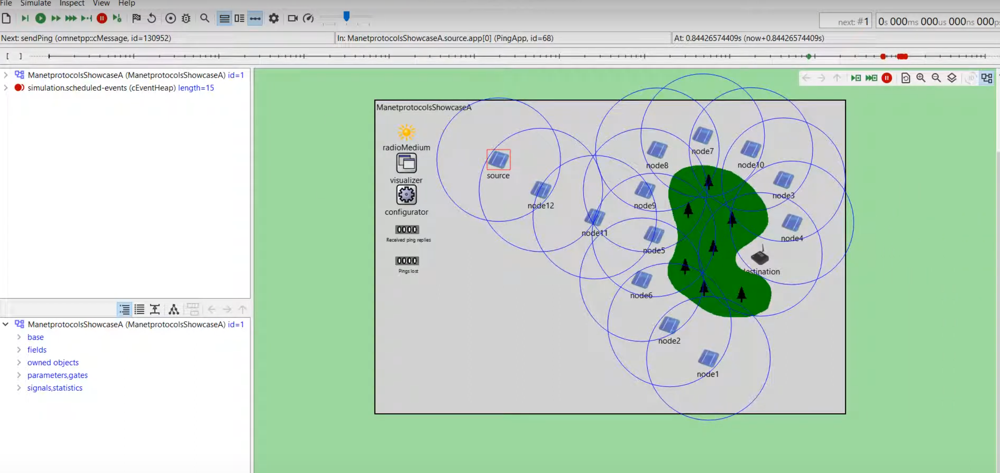 File Simulate Inspect View Help
next: #1 0s 000ms 000us 000ns 000ps
Next: sendPing (omnetpp::cMessage, id=130952) In: ManetprotocolsShowcaseA.source.app[0] (PingApp, id=68) At: 0.84426574409s (now+0.84426574409s)
[ ]
ManetprotocolsShowcaseA (ManetprotocolsShowcaseA) id=1
simulation.scheduled-events (cEventHeap) length=15
ManetprotocolsShowcaseA (ManetprotocolsShowcaseA) id=1
base
fields
owned objects
parameters,gates
signals,statistics
ManetprotocolsShowcaseA
radioMedium
visualizer
configurator
0000
Received ping replies
0000
Pings lost
source
node12
node11
node8
node7
node10
node9
node3
node5
node4
destination
node6
node2
node1